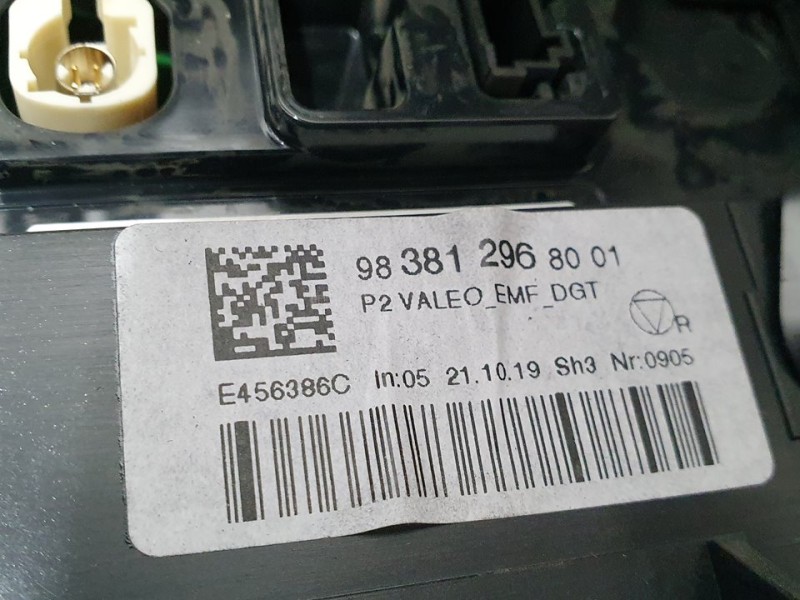 98 381 296 80 01
P2 VALEO_EMF_DGT
R
E456386C In:05 21.10.19 Sh3 Nr:0905